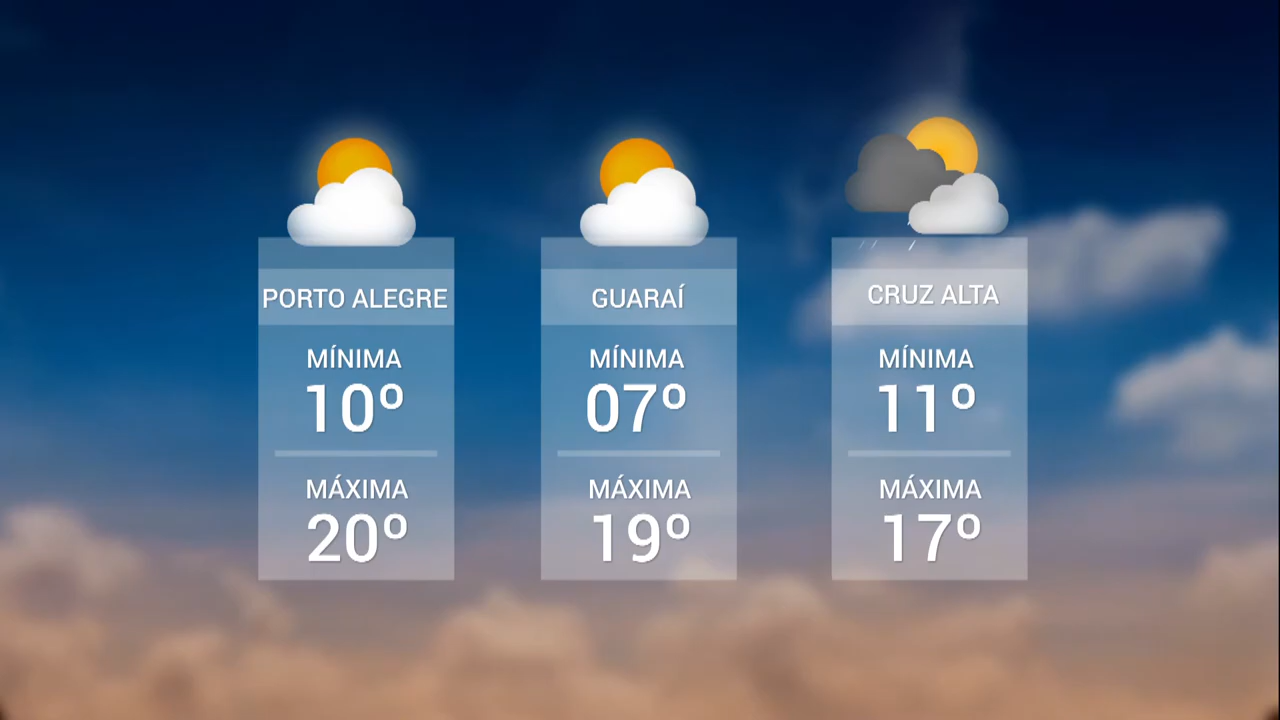 PORTO ALEGRE
MÍNIMA
10º
MÁXIMA
20º
GUARAÍ
MÍNIMA
07º
MÁXIMA
19º
CRUZ ALTA
MÍNIMA
11º
MÁXIMA
17º